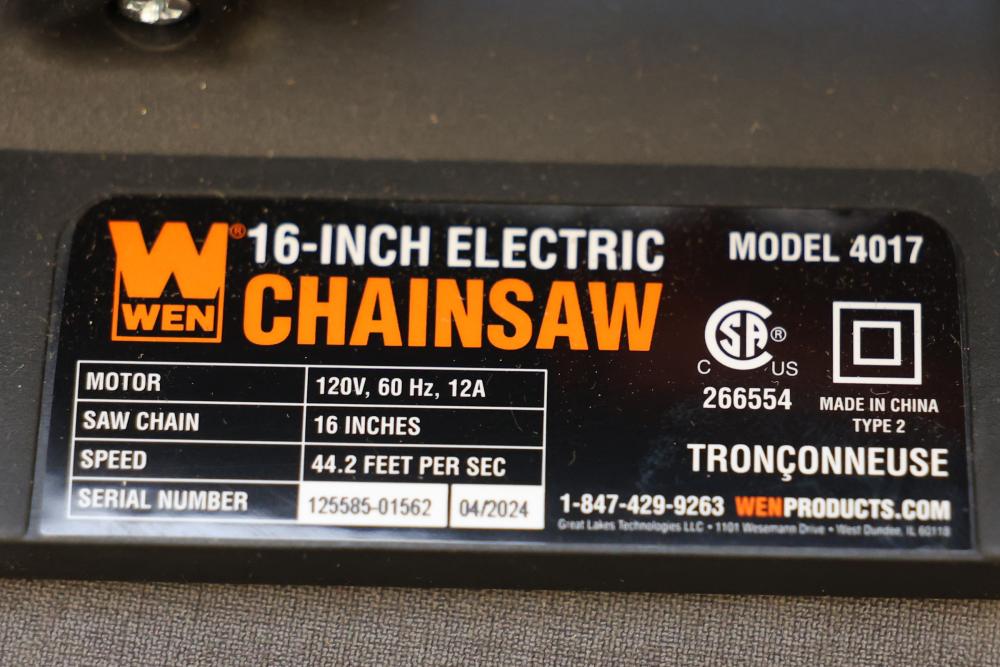 WEN® 16-INCH ELECTRIC
CHAINSAW
MODEL 4017
MOTOR 120V, 60 Hz, 12A
SAW CHAIN 16 INCHES
SPEED 44.2 FEET PER SEC
SERIAL NUMBER 125585-01562 04/2024
CSA®
C US
266554
MADE IN CHINA
TYPE 2
TRONÇONNEUSE
1-847-429-9263 WENPRODUCTS.COM
Great Lakes Technologies LLC • 1101 Wesemann Drive • West Dundee, IL 60118